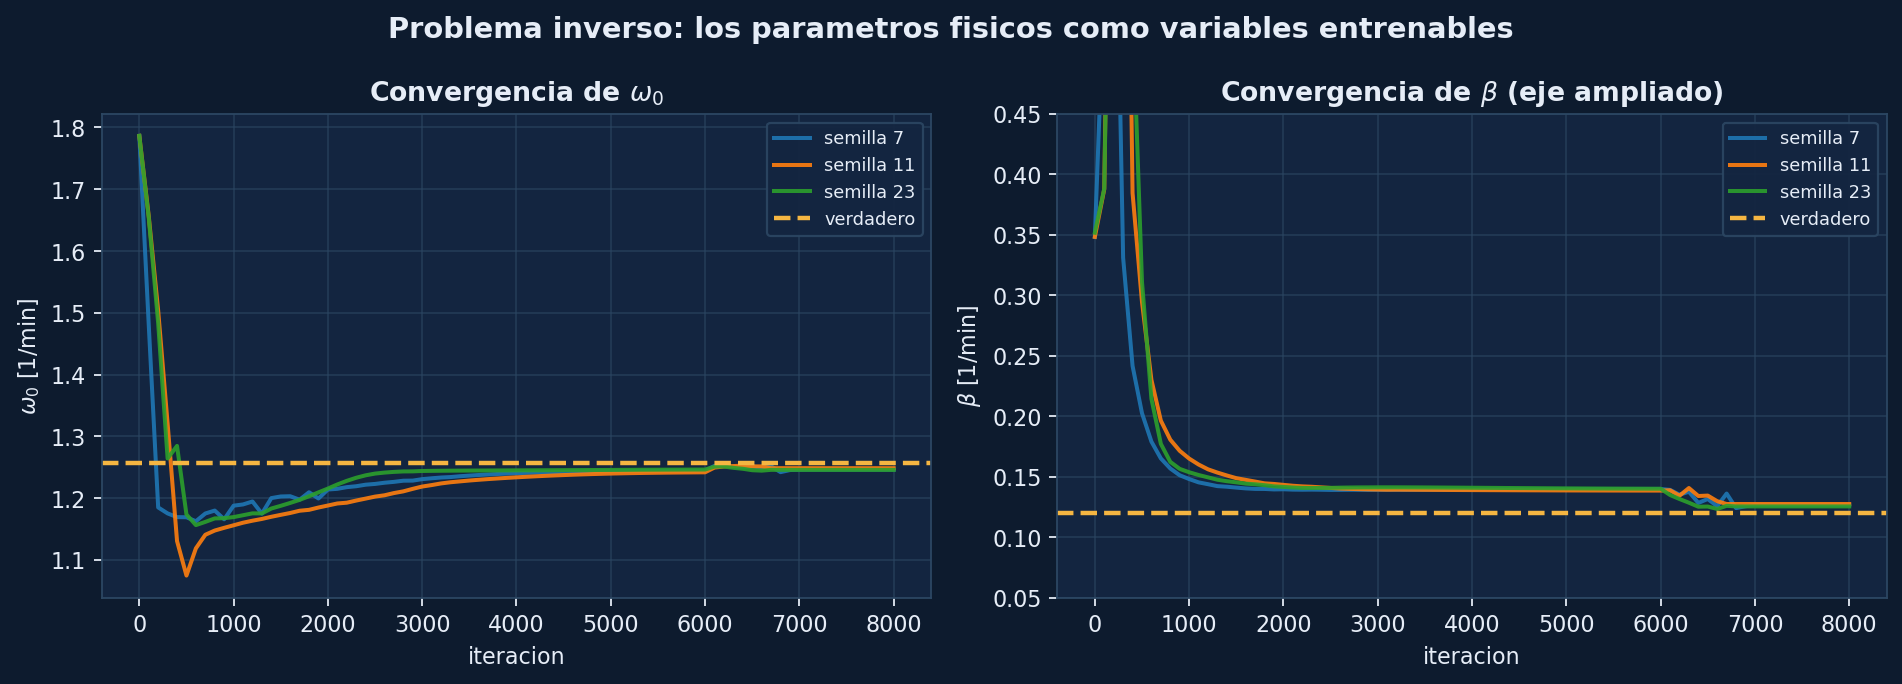 Problema inverso: los parametros fisicos como variables entrenables
Convergencia de ω₀
1.8
1.7
1.6
1.5
1.4
1.3
1.2
1.1
ω₀ [1/min]
0 1000 2000 3000 4000 5000 6000 7000 8000
iteracion
semilla 7
semilla 11
semilla 23
verdadero
Convergencia de β (eje ampliado)
0.45
0.40
0.35
0.30
0.25
0.20
0.15
0.10
0.05
β [1/min]
0 1000 2000 3000 4000 5000 6000 7000 8000
iteracion
semilla 7
semilla 11
semilla 23
verdadero